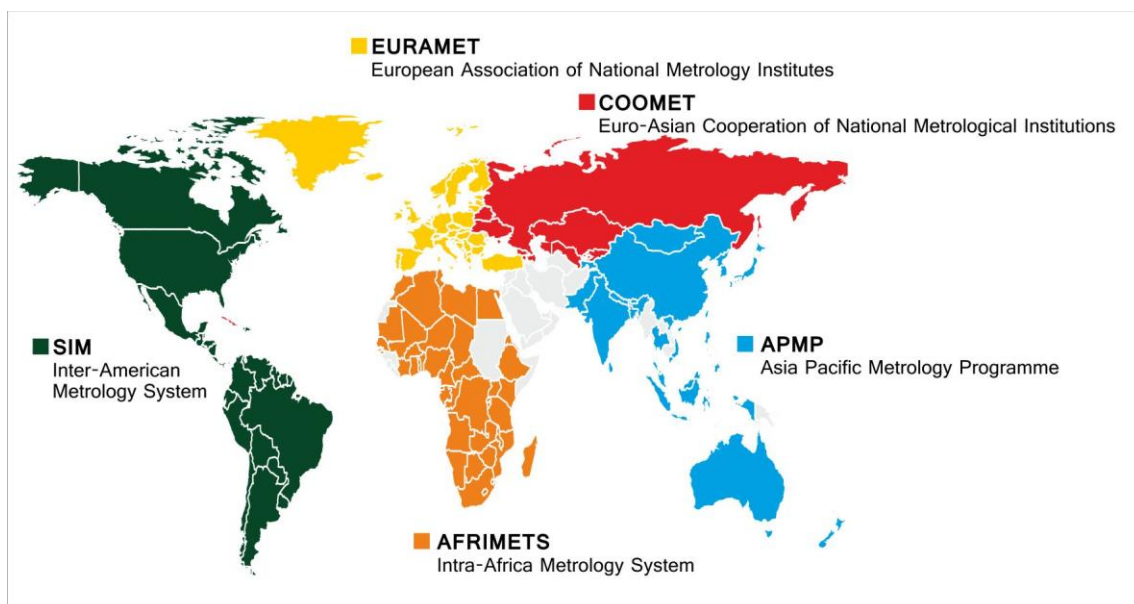 EURAMET
European Association of National Metrology Institutes
COOMET
Euro-Asian Cooperation of National Metrological Institutions
SIM
Inter-American
Metrology System
APMP
Asia Pacific Metrology Programme
AFRIMETS
Intra-Africa Metrology System